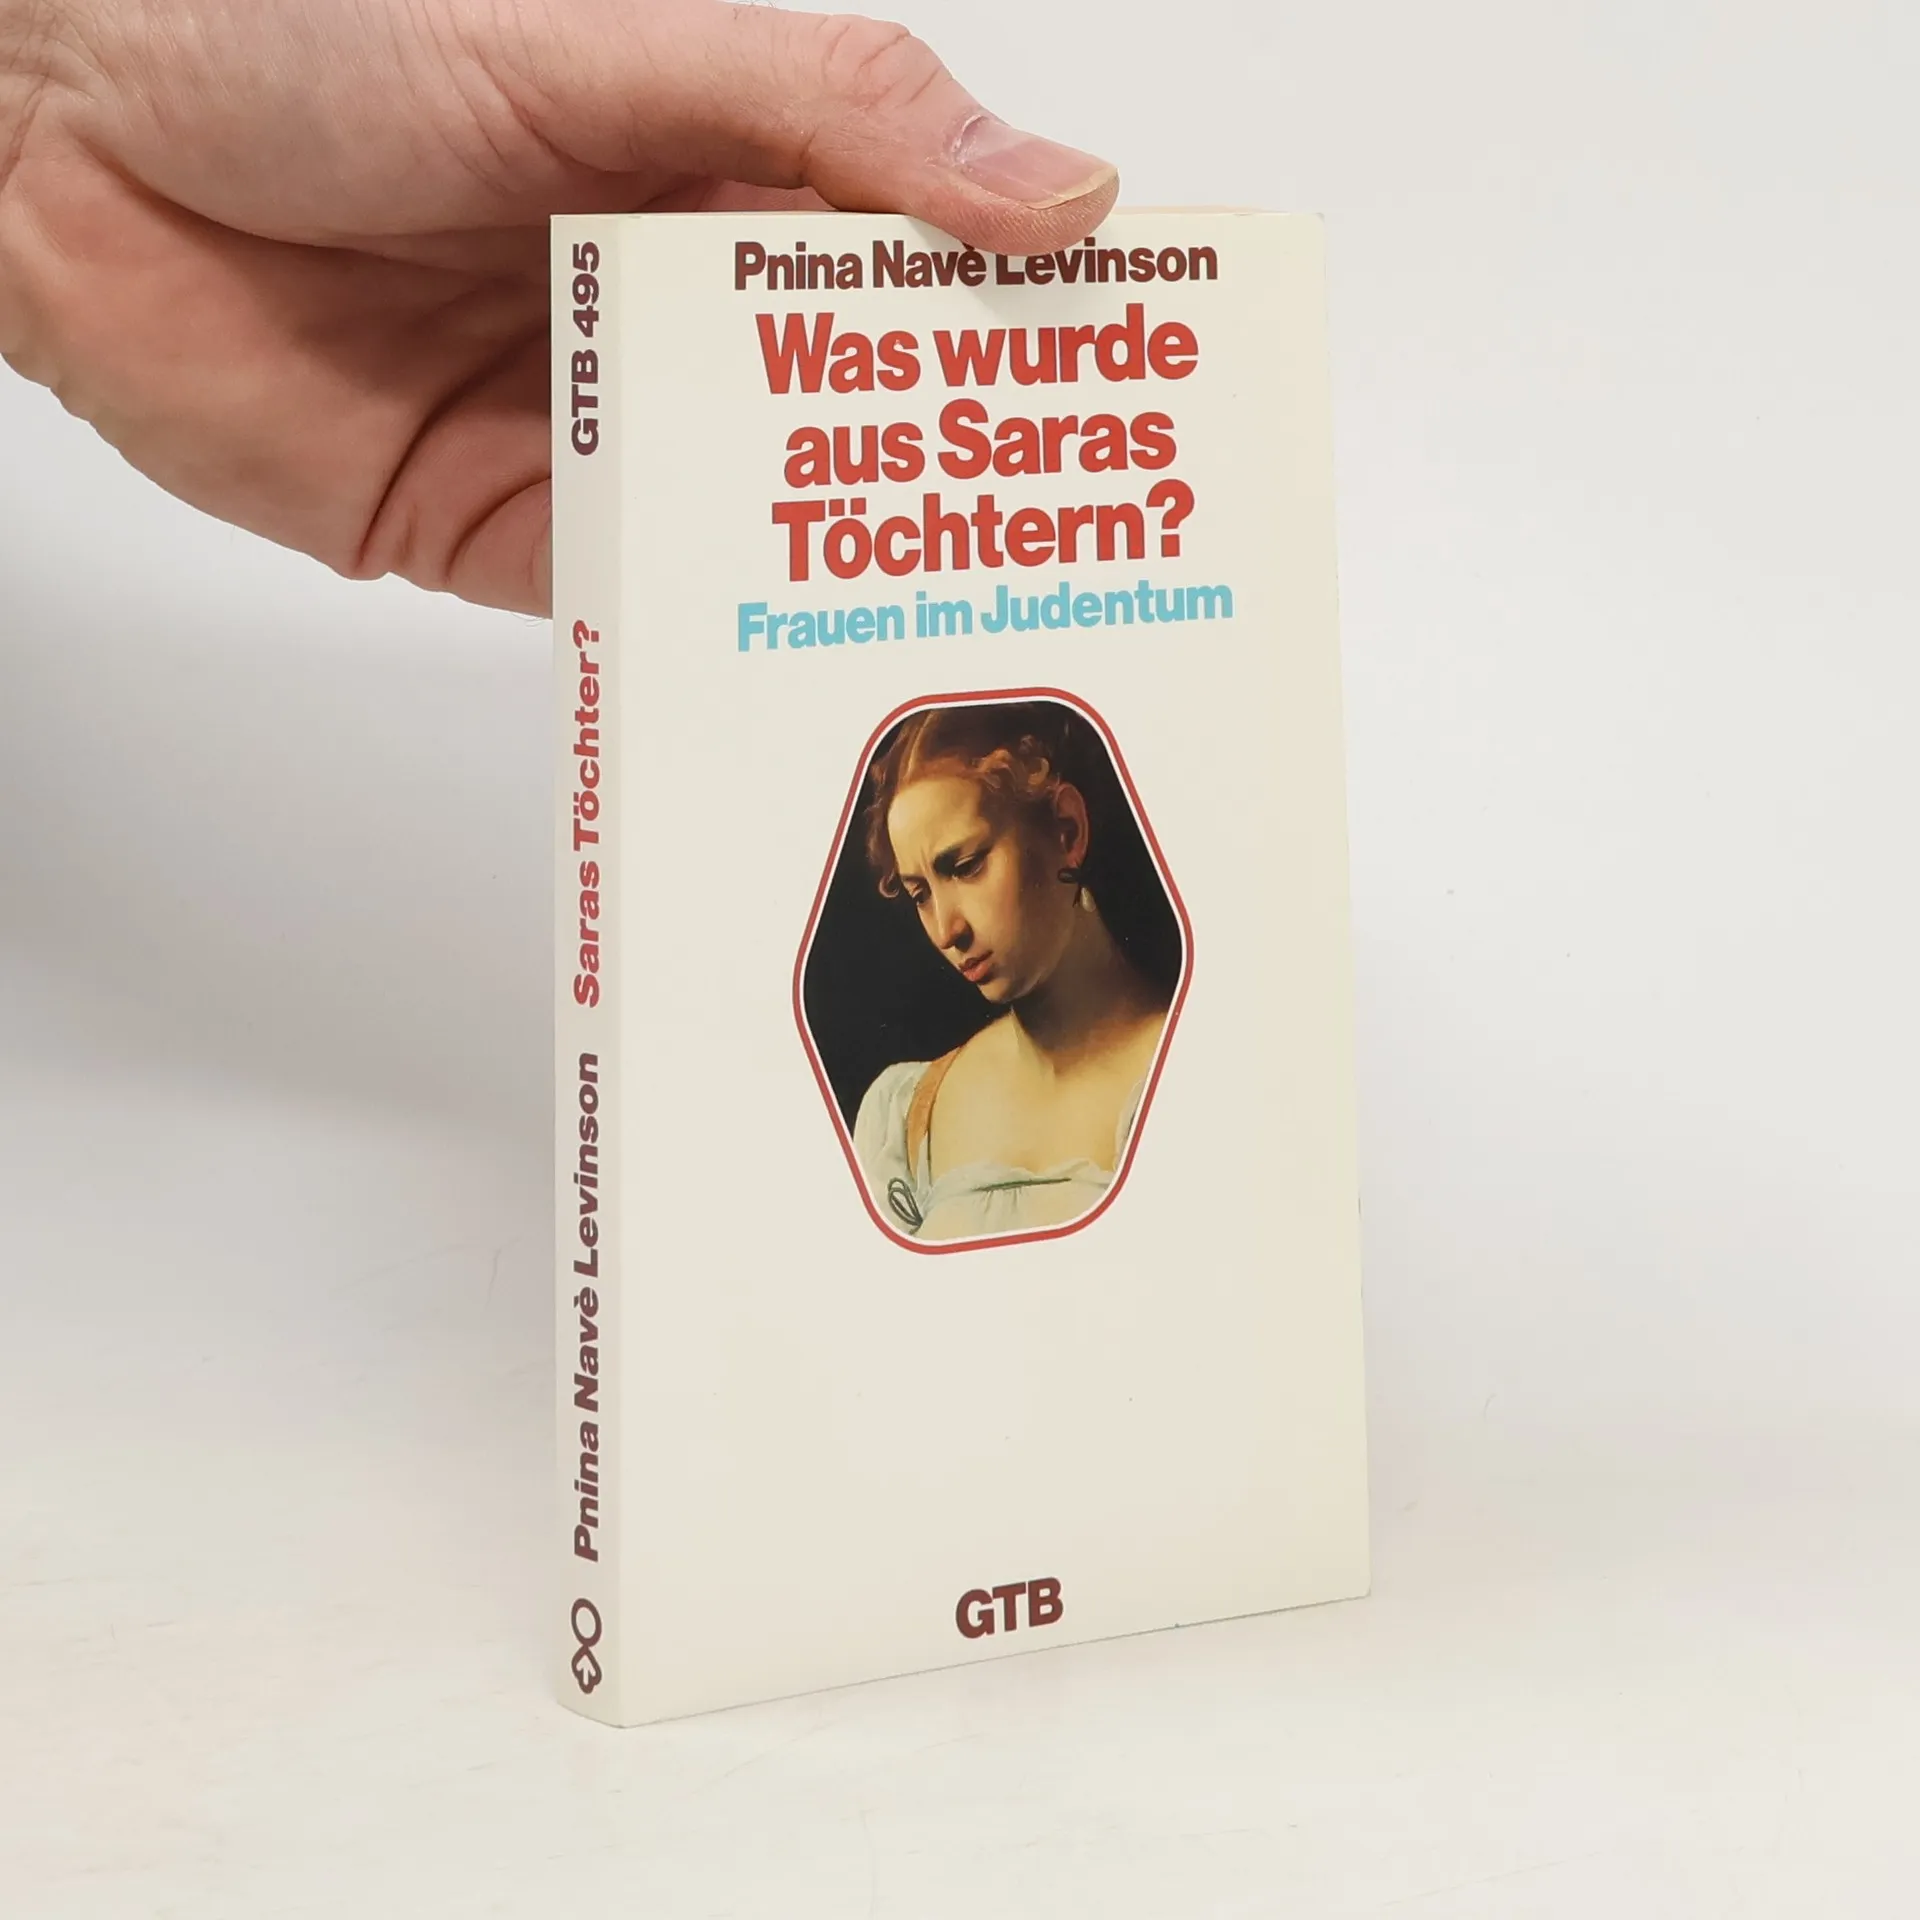 Pnina Navè Levinson
Was wurde
aus Saras
Töchtern?
Frauen im Judentum
GTB
Pnina Navè Levinson Saras Töchter? GTB 495